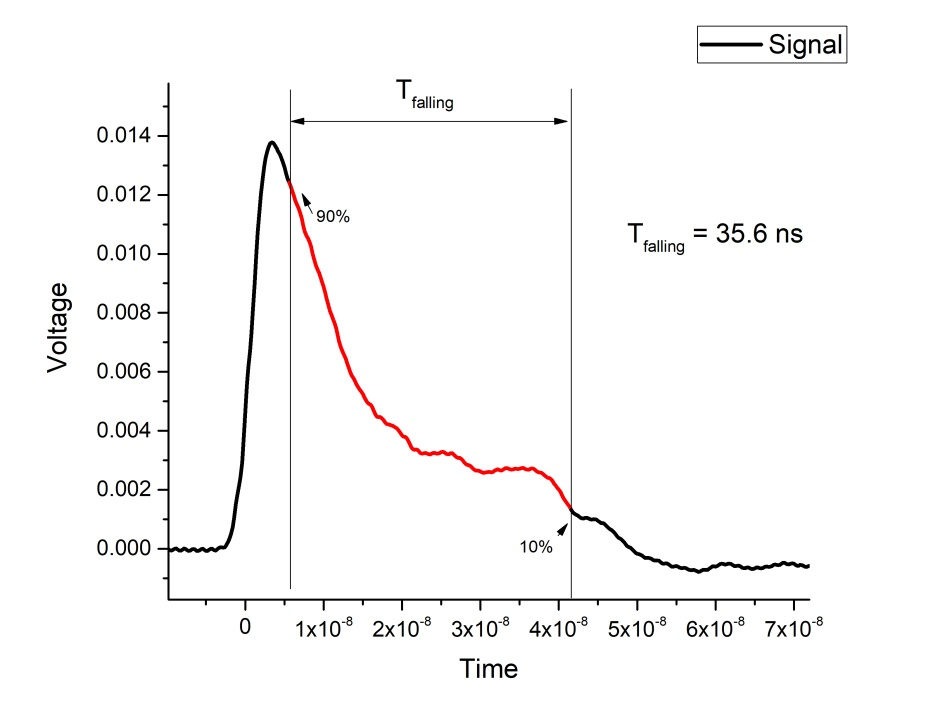 Signal
T_falling
0.014
0.012
90%
T_falling = 35.6 ns
0.010
0.008
Voltage
0.006
0.004
0.002
10%
0.000
0 1x10⁻⁸ 2x10⁻⁸ 3x10⁻⁸ 4x10⁻⁸ 5x10⁻⁸ 6x10⁻⁸ 7x10⁻⁸
Time